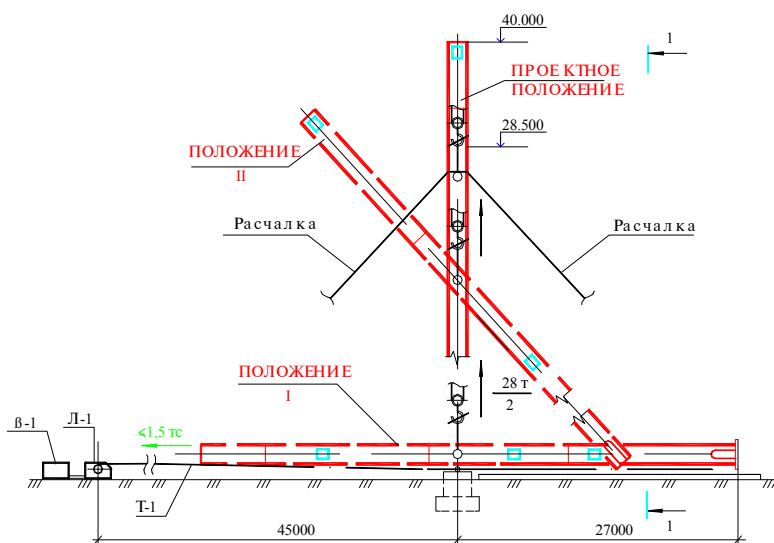 40.000
1
ПРОЕКТНОЕ
ПОЛОЖЕНИЕ
28.500
ПОЛОЖЕНИЕ
II
Расчалка
Расчалка
ПОЛОЖЕНИЕ
I
28 т
2
<1,5 тс
В-1
Л-1
Т-1
1
45000
27000